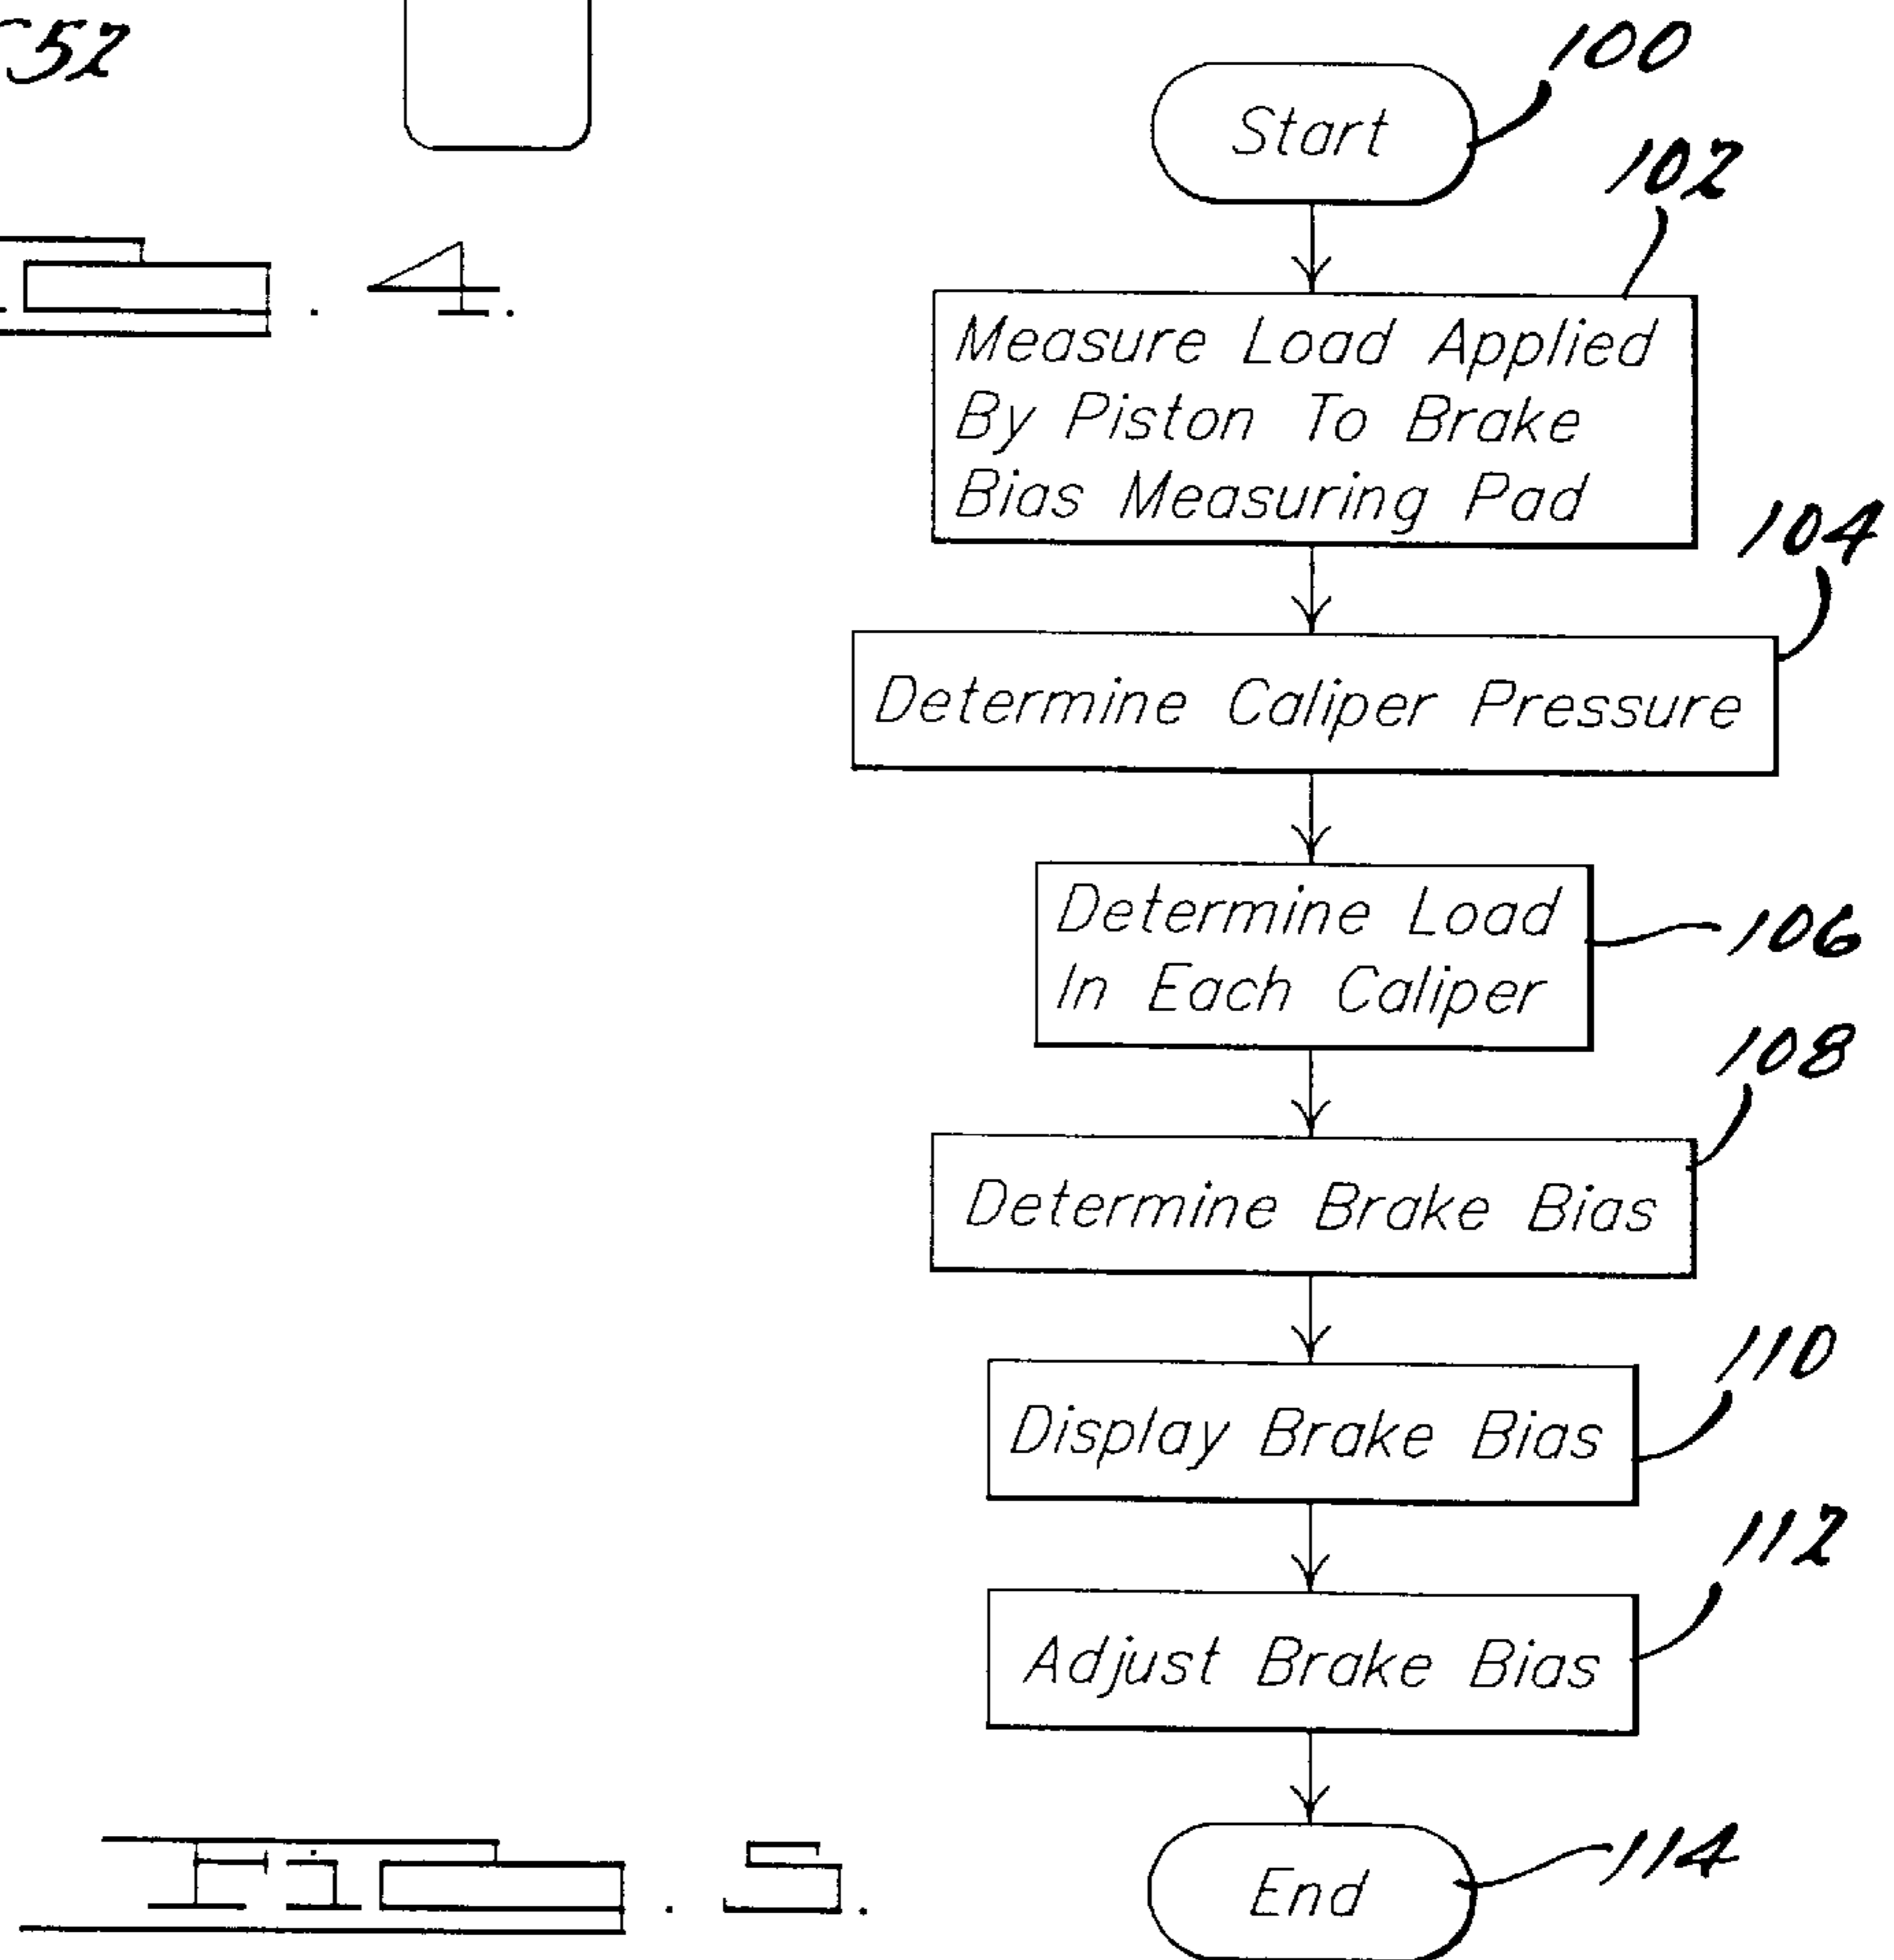 52
4.
100
Start
102
Measure Load Applied
By Piston To Brake
Bias Measuring Pad
104
Determine Caliper Pressure
Determine Load
In Each Caliper
106
108
Determine Brake Bias
110
Display Brake Bias
112
Adjust Brake Bias
114
End
Fig. 5.